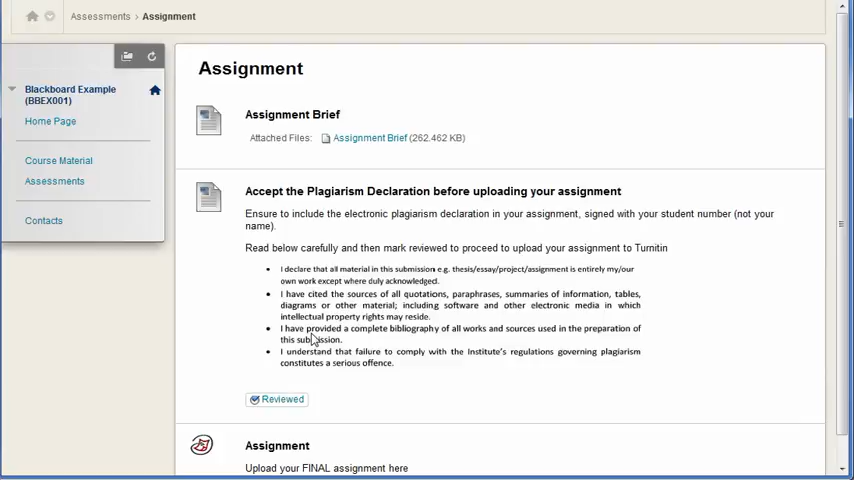 Assessments › Assignment
Blackboard Example
(BBEX001)
Home Page
Course Material
Assessments
Contacts
Assignment
Assignment Brief
Attached Files: Assignment Brief (262.462 KB)
Accept the Plagiarism Declaration before uploading your assignment
Ensure to include the electronic plagiarism declaration in your assignment, signed with your student number (not your
name).
Read below carefully and then mark reviewed to proceed to upload your assignment to Turnitin
• I declare that all material in this submission e.g. thesis/essay/project/assignment is entirely my/our
own work except where duly acknowledged.
• I have cited the sources of all quotations, paraphrases, summaries of information, tables,
diagrams or other material; including software and other electronic media in which
intellectual property rights may reside.
• I have provided a complete bibliography of all works and sources used in the preparation of
this submission.
• I understand that failure to comply with the Institute's regulations governing plagiarism
constitutes a serious offence.
Reviewed
Assignment
Upload your FINAL assignment here